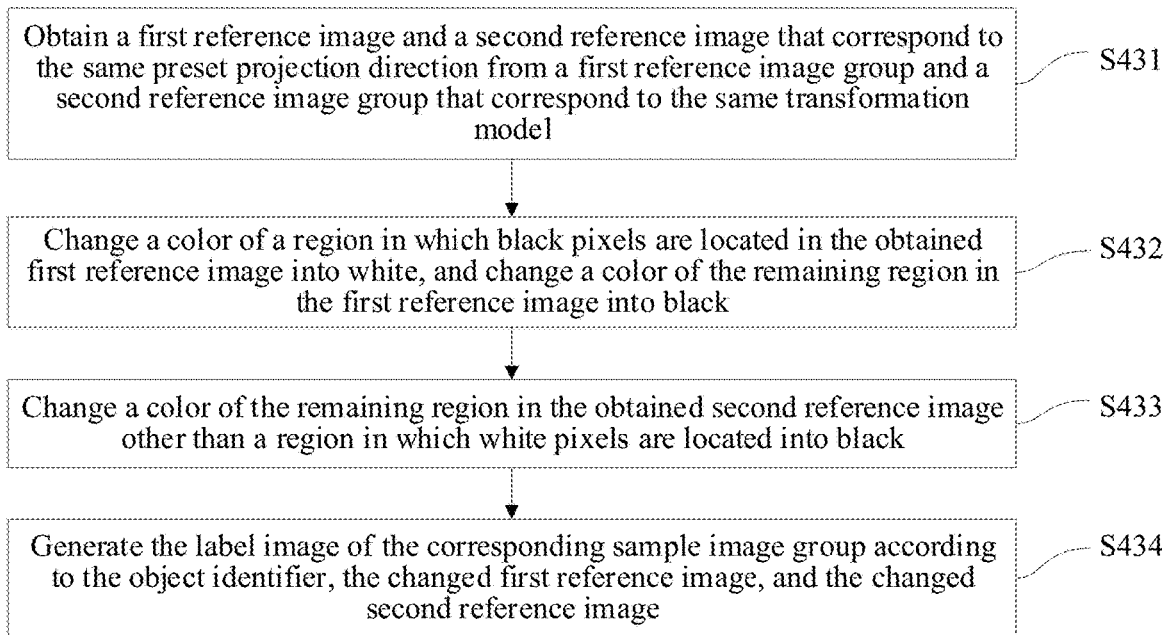 Obtain a first reference image and a second reference image that correspond to
the same preset projection direction from a first reference image group and a
second reference image group that correspond to the same transformation
model
S431
Change a color of a region in which black pixels are located in the obtained
first reference image into white, and change a color of the remaining region in
the first reference image into black
S432
Change a color of the remaining region in the obtained second reference image
other than a region in which white pixels are located into black
S433
Generate the label image of the corresponding sample image group according
to the object identifier, the changed first reference image, and the changed
second reference image
S434